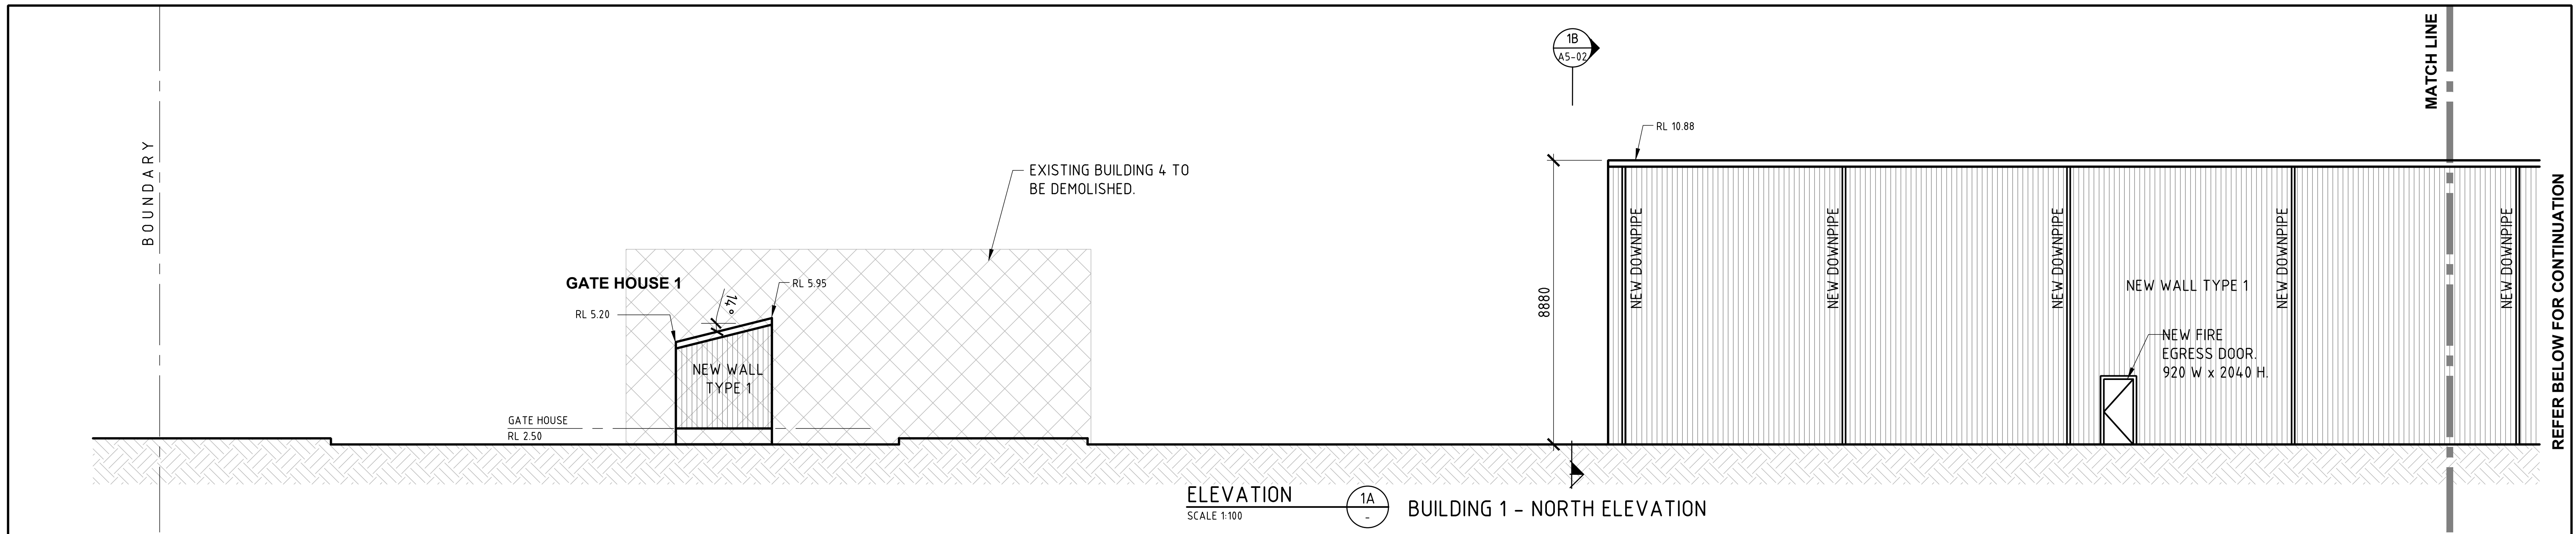 BOUNDARY
1B
A5-02
MATCH LINE
RL 10.88
EXISTING BUILDING 4 TO
BE DEMOLISHED.
GATE HOUSE 1
RL 5.95
14°
RL 5.20
NEW WALL
TYPE 1
GATE HOUSE
RL 2.50
8880
NEW DOWNPIPE
NEW DOWNPIPE
NEW DOWNPIPE
NEW DOWNPIPE
NEW DOWNPIPE
NEW WALL TYPE 1
NEW FIRE
EGRESS DOOR.
920 W x 2040 H.
REFER BELOW FOR CONTINUATION
ELEVATION
SCALE 1:100
1A
-
BUILDING 1 - NORTH ELEVATION